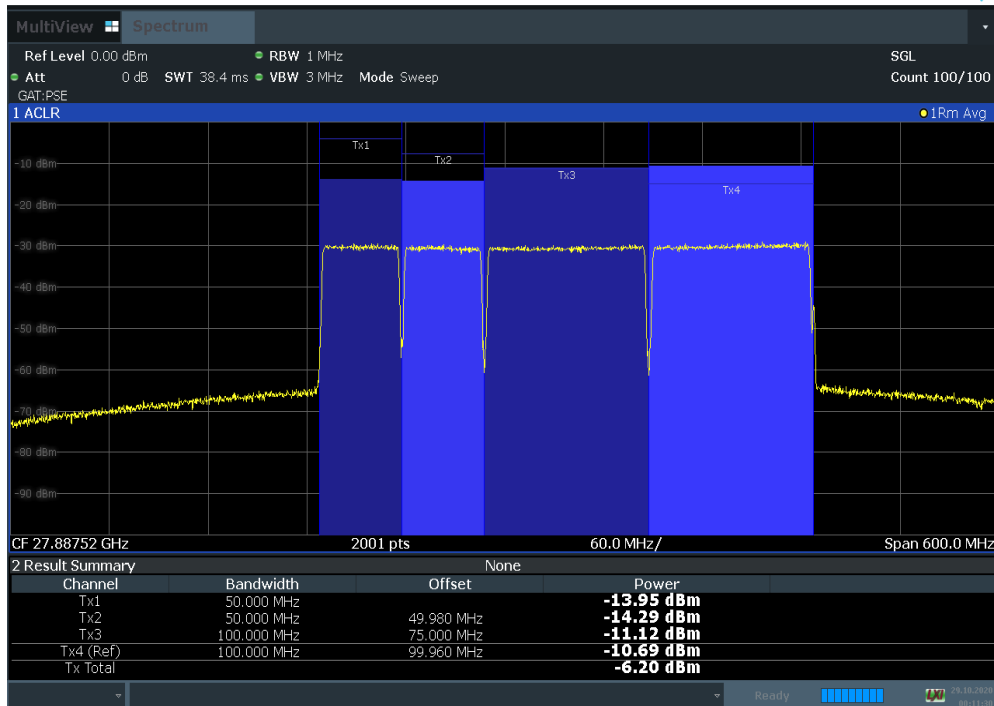 MultiView Spectrum
Ref Level 0.00 dBm RBW 1 MHz SGL
Att 0 dB SWT 38.4 ms VBW 3 MHz Mode Sweep Count 100/100
GAT:PSE
1 ACLR 1Rm Avg
Tx1
Tx2
-10 dBm
Tx3
Tx4
-20 dBm
-30 dBm
-40 dBm
-50 dBm
-60 dBm
-70 dBm
-80 dBm
-90 dBm
CF 27.88752 GHz 2001 pts 60.0 MHz/ Span 600.0 MHz
2 Result Summary None
Channel Bandwidth Offset Power
Tx1 50.000 MHz -13.95 dBm
Tx2 50.000 MHz 49.980 MHz -14.29 dBm
Tx3 100.000 MHz 75.000 MHz -11.12 dBm
Tx4 (Ref) 100.000 MHz 99.960 MHz -10.69 dBm
Tx Total -6.20 dBm
Ready LXI 29.10.2020
00:11:30